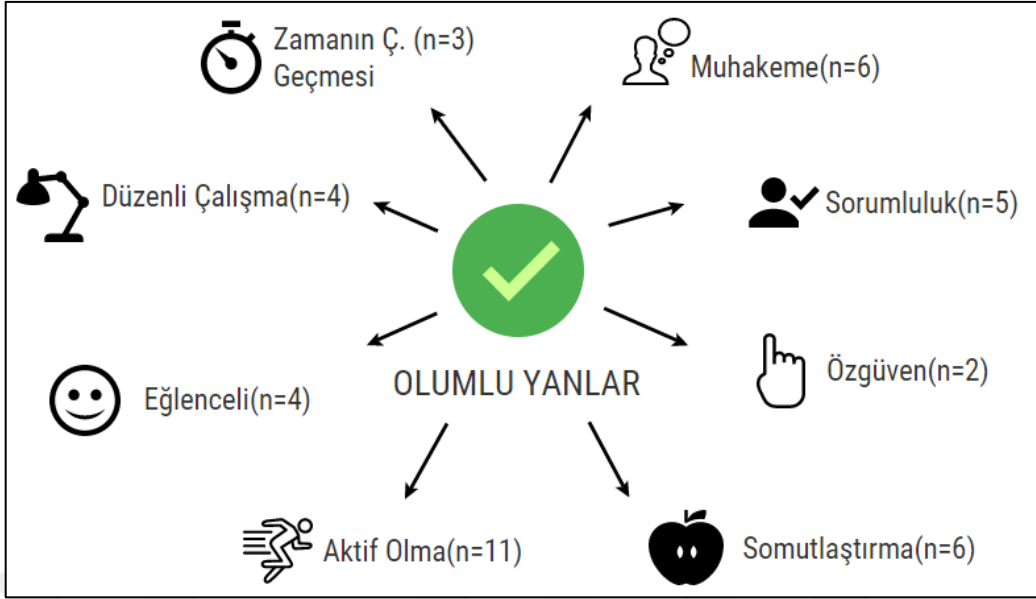 Zamanın Ç. (n=3)
Geçmesi
Muhakeme(n=6)
Düzenli Çalışma(n=4)
Sorumluluk(n=5)
Eğlenceli(n=4)
OLUMLU YANLAR
Özgüven(n=2)
Aktif Olma(n=11)
Somutlaştırma(n=6)